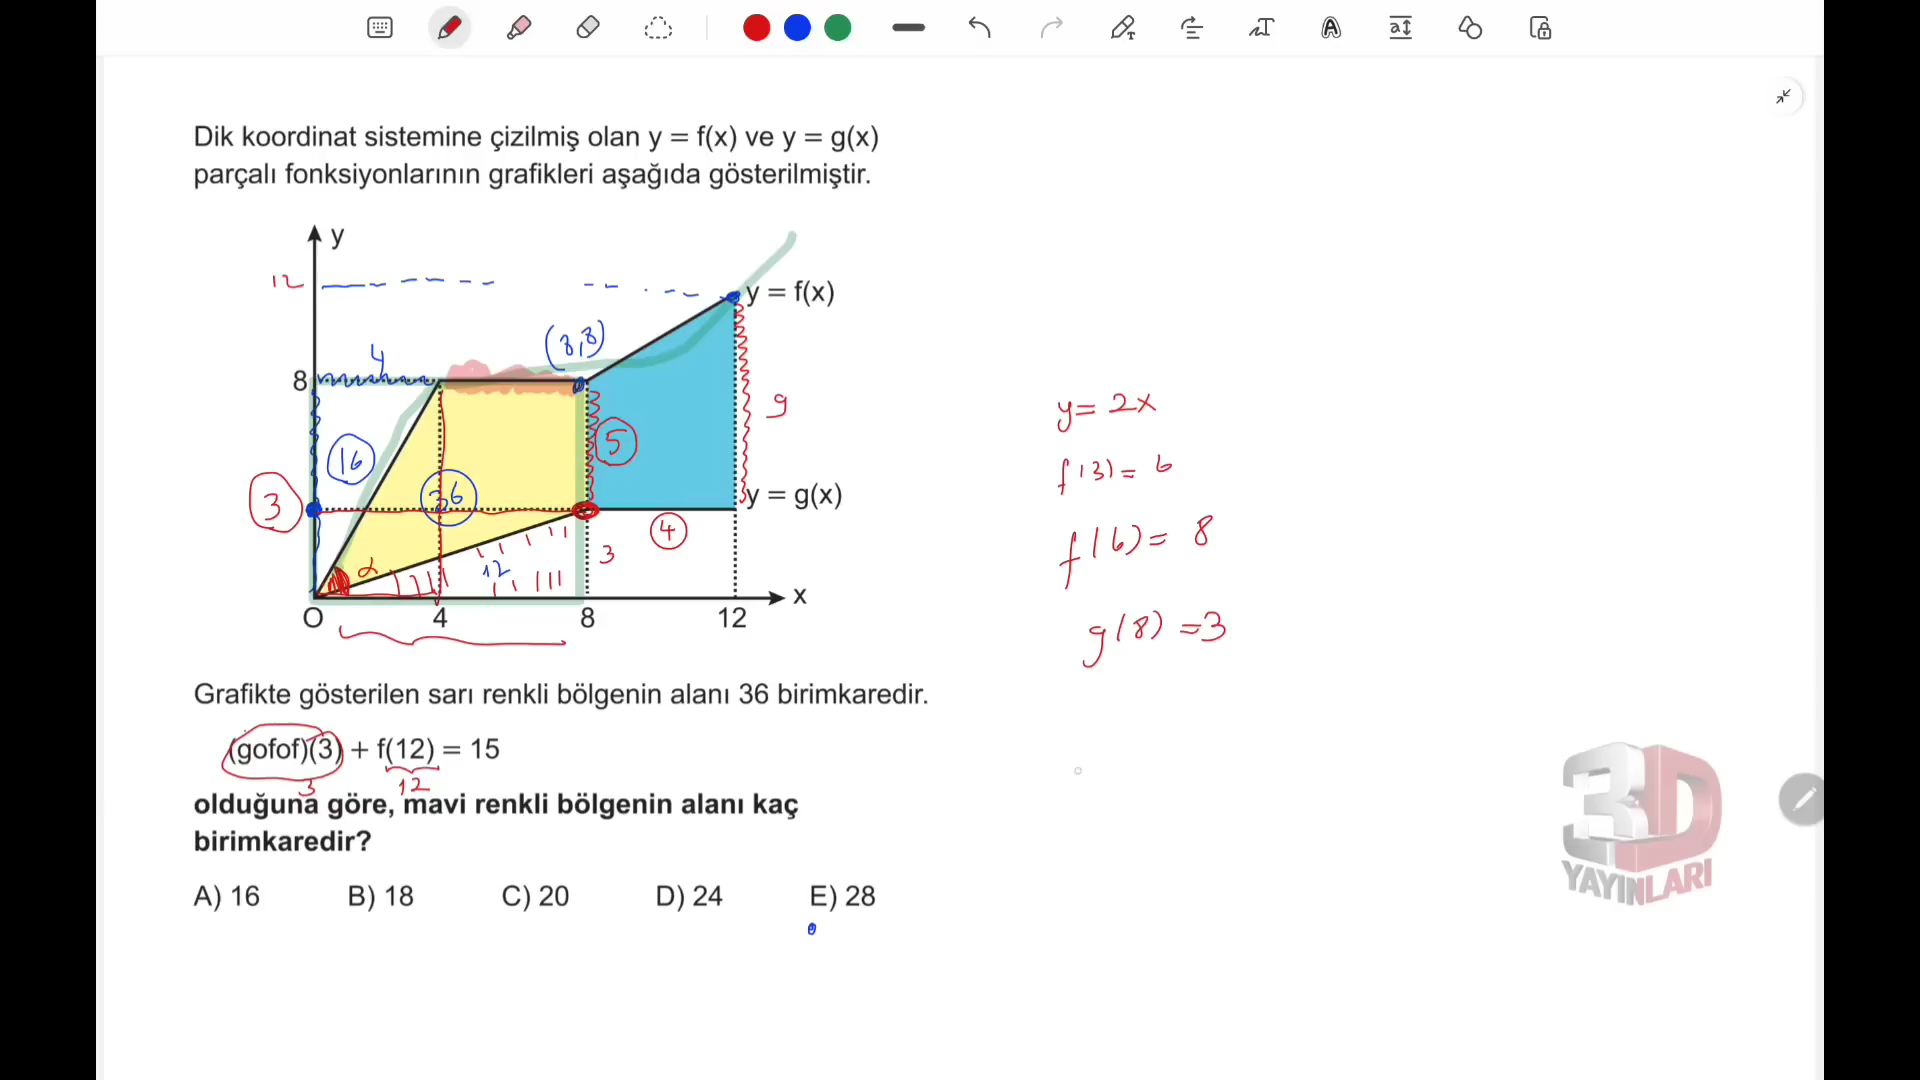 Dik koordinat sistemine çizilmiş olan y = f(x) ve y = g(x)
parçalı fonksiyonlarının grafikleri aşağıda gösterilmiştir.
y
12
y = f(x)
(8,8)
4
8
9
16
5
36
3
y = g(x)
4
α
12
3
x
O 4 8 12
y = 2x
f(3) = 6
f(6) = 8
g(8) = 3
Grafikte gösterilen sarı renkli bölgenin alanı 36 birimkaredir.
(gofof)(3) + f(12) = 15
3 12
olduğuna göre, mavi renkli bölgenin alanı kaç
birimkaredir?
A) 16 B) 18 C) 20 D) 24 E) 28
3D
YAYINLARI